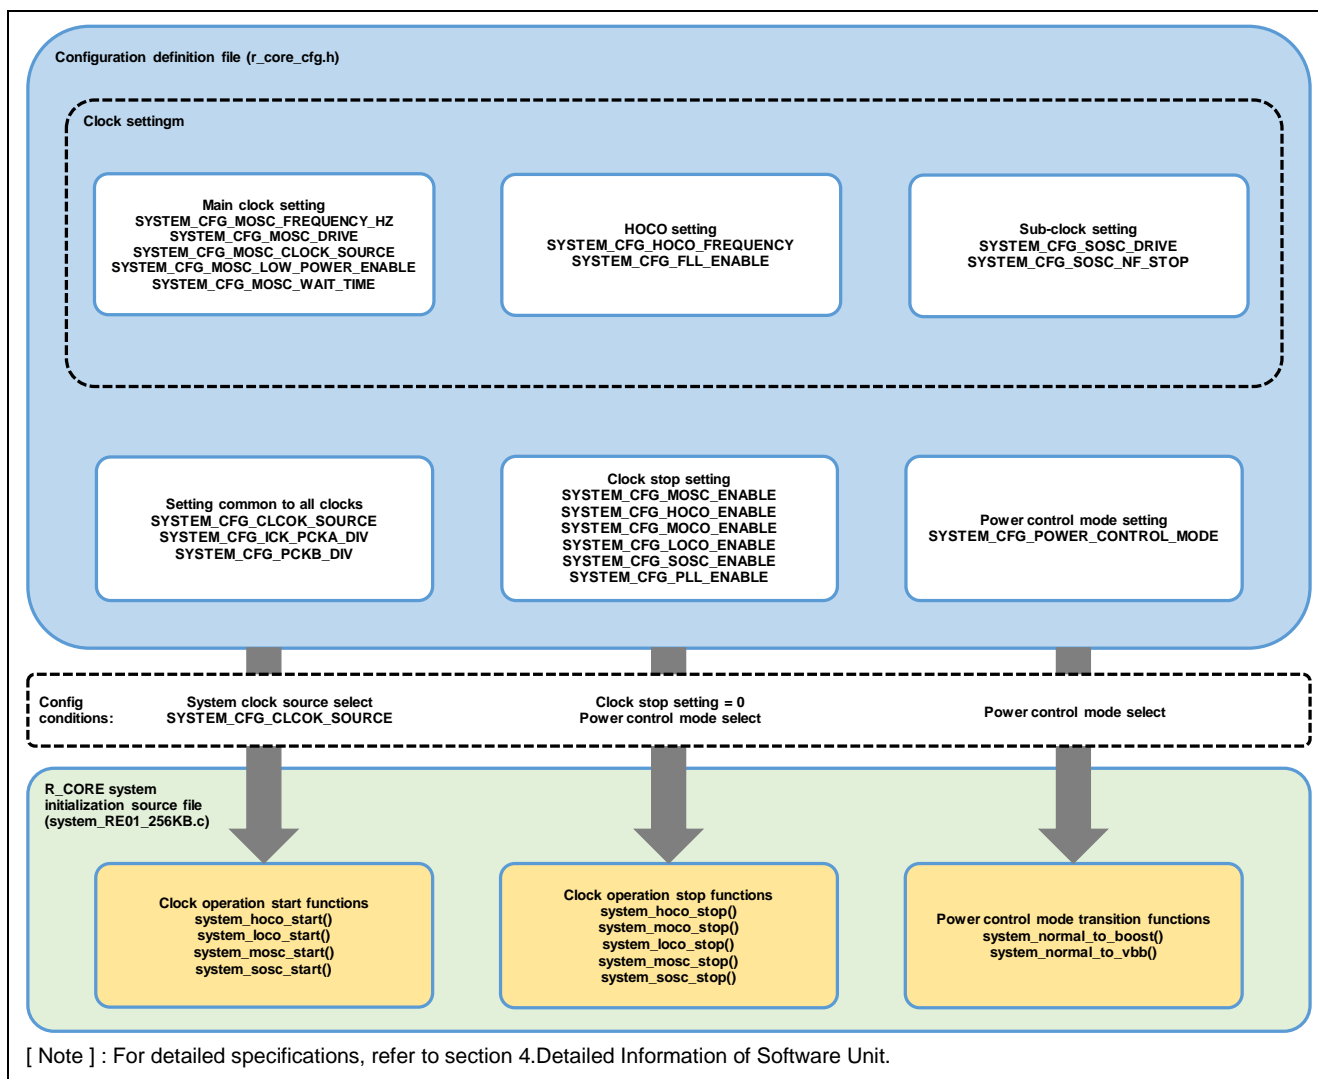 Configuration definition file (r_core_cfg.h)
Clock settingm
Main clock setting
SYSTEM_CFG_MOSC_FREQUENCY_HZ
SYSTEM_CFG_MOSC_DRIVE
SYSTEM_CFG_MOSC_CLOCK_SOURCE
SYSTEM_CFG_MOSC_LOW_POWER_ENABLE
SYSTEM_CFG_MOSC_WAIT_TIME
HOCO setting
SYSTEM_CFG_HOCO_FREQUENCY
SYSTEM_CFG_FLL_ENABLE
Sub-clock setting
SYSTEM_CFG_SOSC_DRIVE
SYSTEM_CFG_SOSC_NF_STOP
Setting common to all clocks
SYSTEM_CFG_CLCOK_SOURCE
SYSTEM_CFG_ICK_PCKA_DIV
SYSTEM_CFG_PCKB_DIV
Clock stop setting
SYSTEM_CFG_MOSC_ENABLE
SYSTEM_CFG_HOCO_ENABLE
SYSTEM_CFG_MOCO_ENABLE
SYSTEM_CFG_LOCO_ENABLE
SYSTEM_CFG_SOSC_ENABLE
SYSTEM_CFG_PLL_ENABLE
Power control mode setting
SYSTEM_CFG_POWER_CONTROL_MODE
Config
conditions:
System clock source select
SYSTEM_CFG_CLCOK_SOURCE
Clock stop setting = 0
Power control mode select
Power control mode select
R_CORE system
initialization source file
(system_RE01_256KB.c)
Clock operation start functions
system_hoco_start()
system_loco_start()
system_mosc_start()
system_sosc_start()
Clock operation stop functions
system_hoco_stop()
system_moco_stop()
system_loco_stop()
system_mosc_stop()
system_sosc_stop()
Power control mode transition functions
system_normal_to_boost()
system_normal_to_vbb()
[ Note ] : For detailed specifications, refer to section 4.Detailed Information of Software Unit.